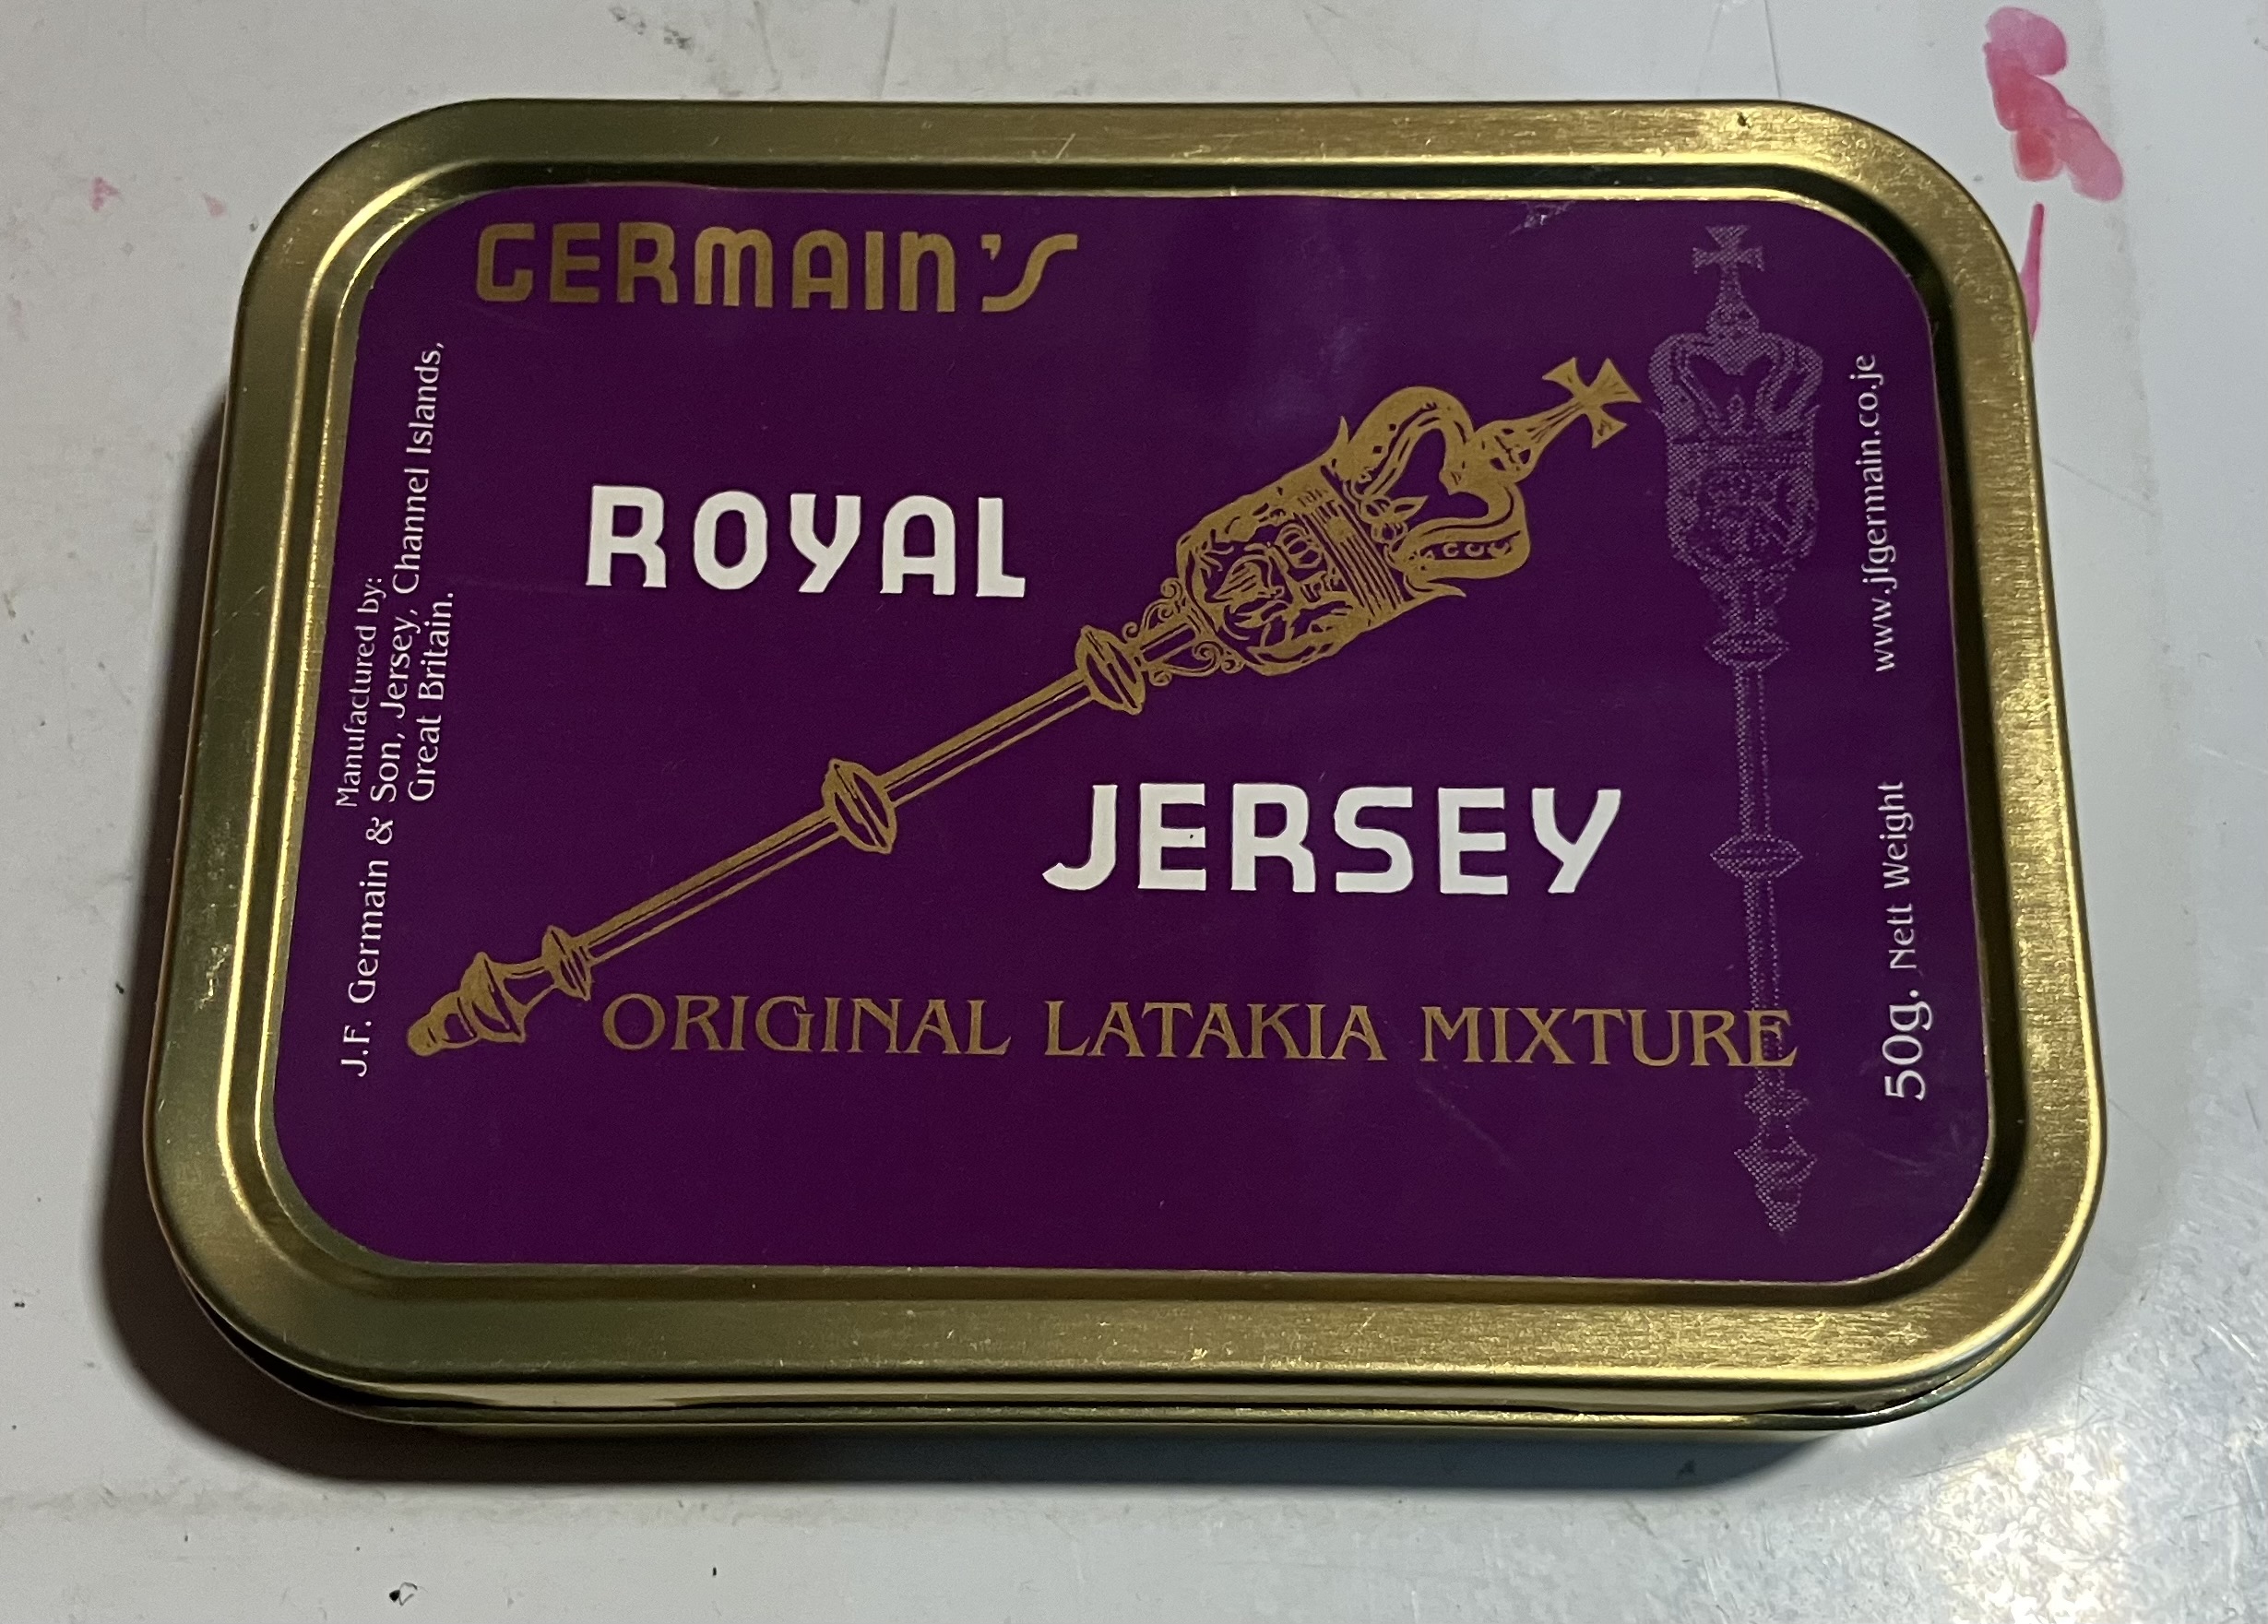 GERMAIN'S
ROYAL
JERSEY
ORIGINAL LATAKIA MIXTURE
Manufactured by:
J.F. Germain & Son, Jersey, Channel Islands,
Great Britain.
50g. Nett Weight
www.jfgermain.co.je